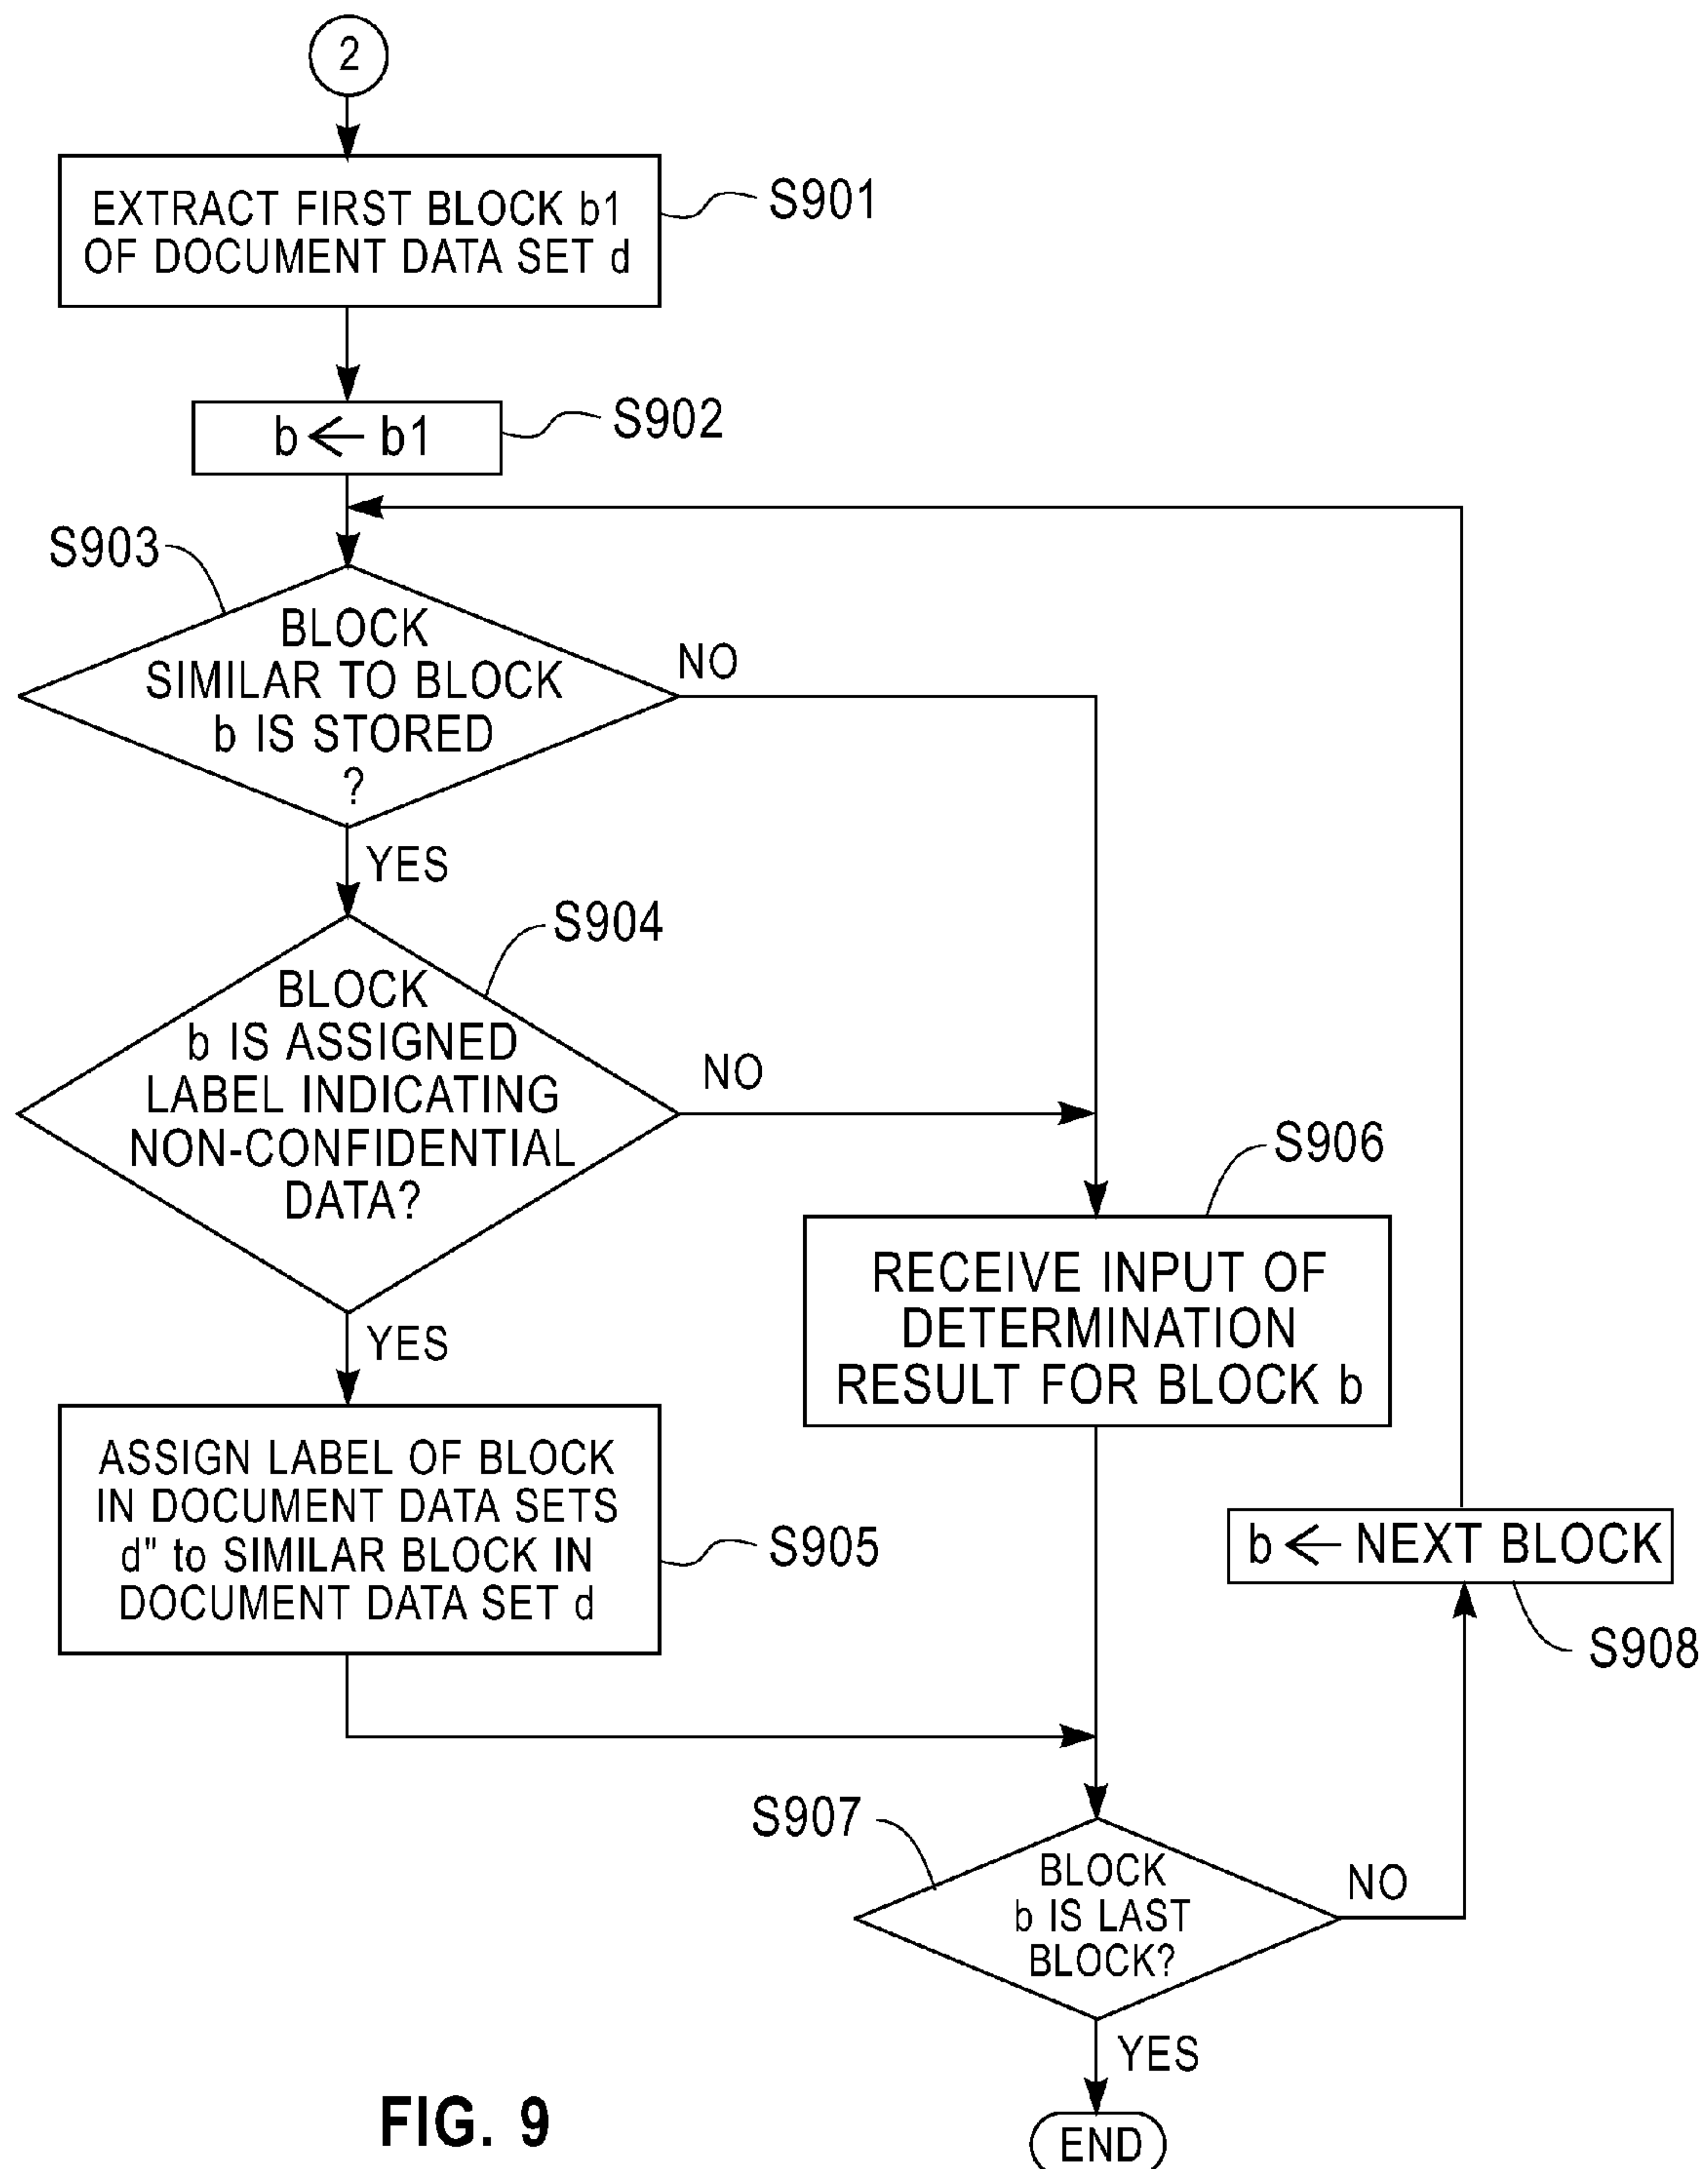 2
EXTRACT FIRST BLOCK b1
OF DOCUMENT DATA SET d
S901
b ← b1
S902
S903
BLOCK
SIMILAR TO BLOCK
b IS STORED
?
NO
YES
S904
BLOCK
b IS ASSIGNED
LABEL INDICATING
NON-CONFIDENTIAL
DATA?
NO
YES
S906
RECEIVE INPUT OF
DETERMINATION
RESULT FOR BLOCK b
ASSIGN LABEL OF BLOCK
IN DOCUMENT DATA SETS
d" to SIMILAR BLOCK IN
DOCUMENT DATA SET d
S905
b ← NEXT BLOCK
S908
S907
BLOCK
b IS LAST
BLOCK?
NO
YES
END
FIG. 9